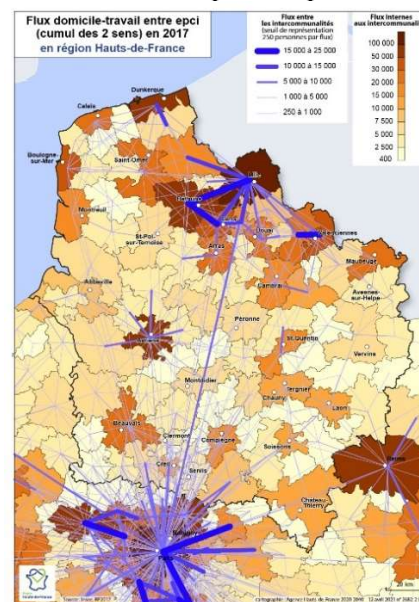 Flux domicile-travail entre epci
(cumul des 2 sens) en 2017
en région Hauts-de-France
Flux entre
les intercommunalités
(seuil de représentation
250 personnes par flux)
15 000 à 25 000
10 000 à 15 000
5 000 à 10 000
1 000 à 5 000
250 à 1 000
Flux internes
aux intercommunalités
100 000
50 000
20 000
15 000
10 000
7 500
5 000
2 500
400
Dunkerque
Calais
Boulogne-
sur-Mer
Saint-Omer
Montreuil
St-Pol-
sur-Ternoise
Arras
Douai
Valenciennes
Maubeuge
Cambrai
Avesnes-
sur-Helpe
Abbeville
Péronne
Amiens
St-Quentin
Vervins
Montdidier
Tergnier
Chauny
Laon
Beauvais
Clermont
Compiègne
Soissons
Creil
Senlis
Reims
Château-
Thierry
20 km